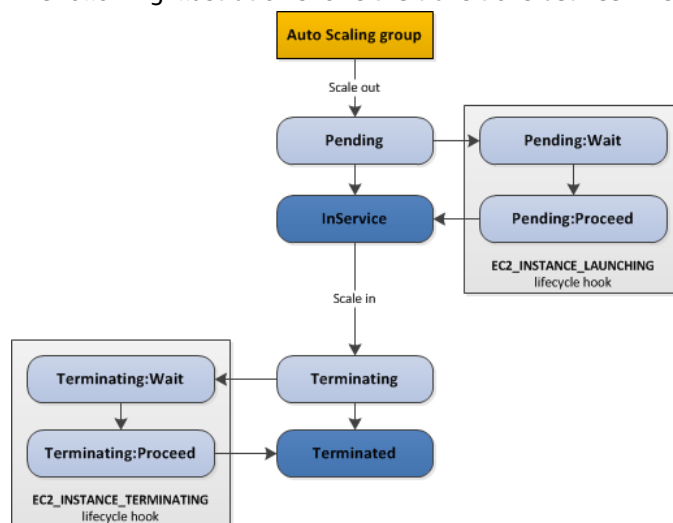 Auto Scaling group
Scale out
Pending
Pending:Wait
InService
Pending:Proceed
EC2_INSTANCE_LAUNCHING
lifecycle hook
Scale in
Terminating:Wait
Terminating
Terminating:Proceed
Terminated
EC2_INSTANCE_TERMINATING
lifecycle hook